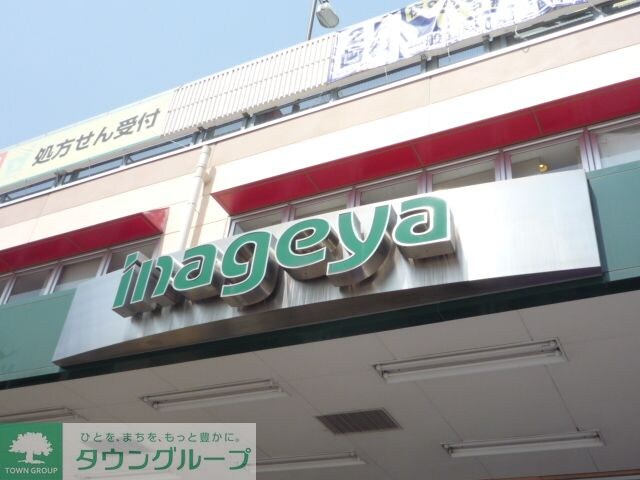 処方せん受付
inageya
TOWN GROUP
ひとを、まちを、もっと豊かに。
タウングループ